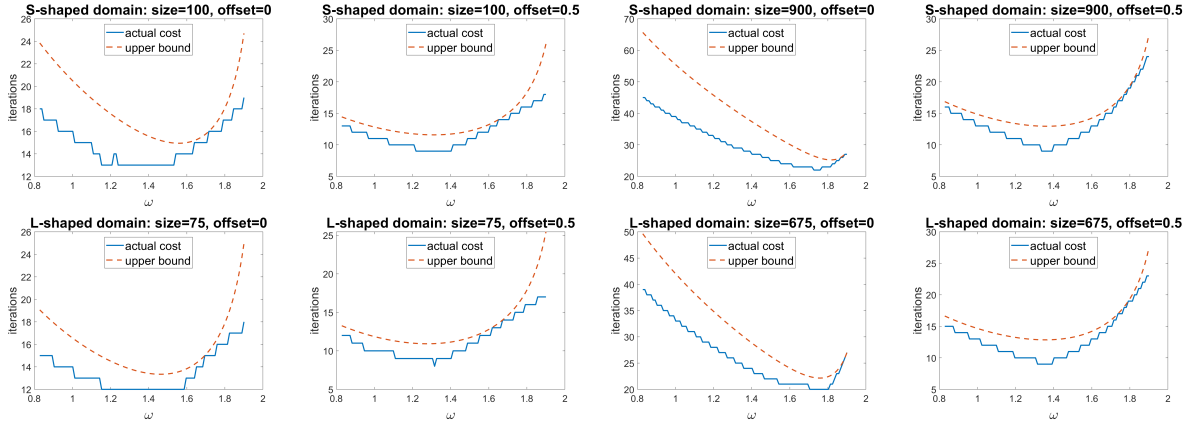 S-shaped domain: size=100, offset=0
26
24
22
20
18
16
14
12
iterations
actual cost
upper bound
0.8 1 1.2 1.4 1.6 1.8 2
ω
S-shaped domain: size=100, offset=0.5
30
25
20
15
10
5
iterations
actual cost
upper bound
0.8 1 1.2 1.4 1.6 1.8 2
ω
S-shaped domain: size=900, offset=0
70
60
50
40
30
20
iterations
actual cost
upper bound
0.8 1 1.2 1.4 1.6 1.8 2
ω
S-shaped domain: size=900, offset=0.5
30
25
20
15
10
5
iterations
actual cost
upper bound
0.8 1 1.2 1.4 1.6 1.8 2
ω
L-shaped domain: size=75, offset=0
26
24
22
20
18
16
14
12
iterations
actual cost
upper bound
0.8 1 1.2 1.4 1.6 1.8 2
ω
L-shaped domain: size=75, offset=0.5
25
20
15
10
5
iterations
actual cost
upper bound
0.8 1 1.2 1.4 1.6 1.8 2
ω
L-shaped domain: size=675, offset=0
50
45
40
35
30
25
20
iterations
actual cost
upper bound
0.8 1 1.2 1.4 1.6 1.8 2
ω
L-shaped domain: size=675, offset=0.5
30
25
20
15
10
5
iterations
actual cost
upper bound
0.8 1 1.2 1.4 1.6 1.8 2
ω